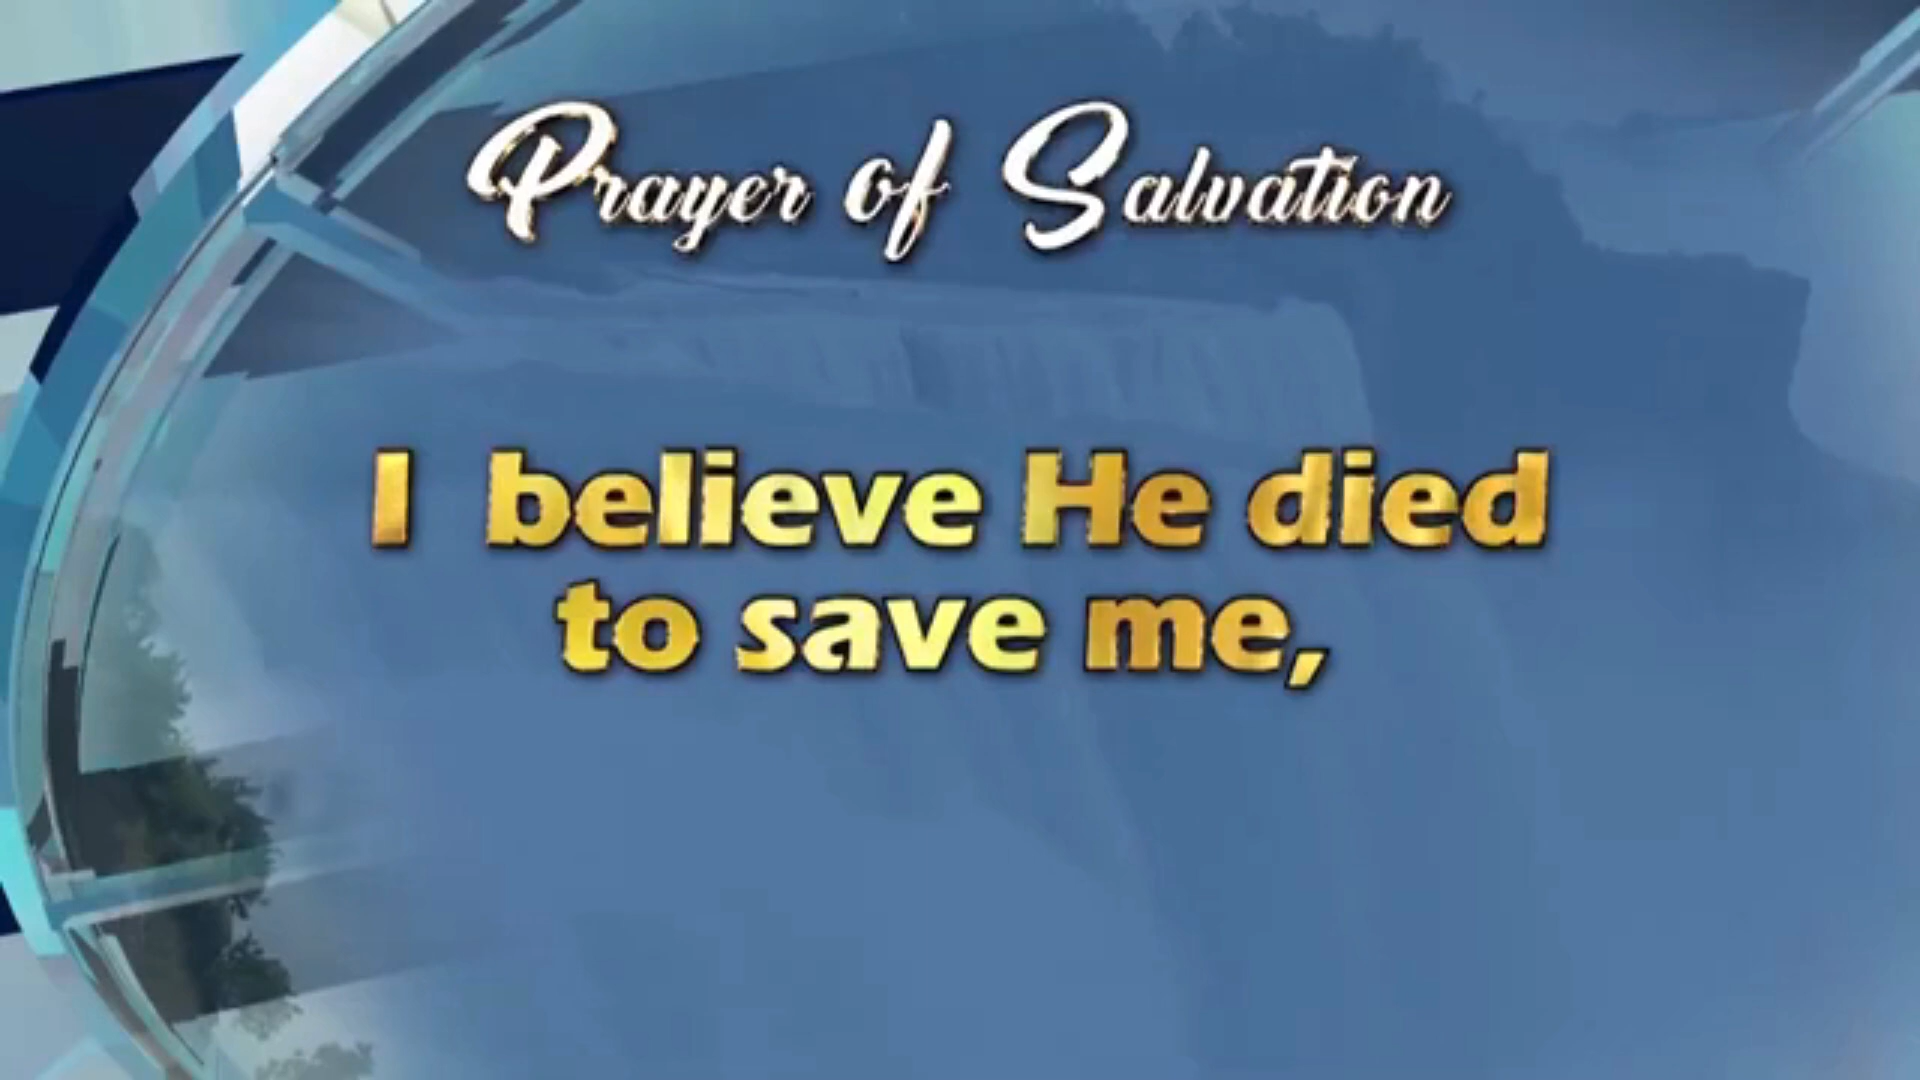 Prayer of Salvation
I believe He died
to save me,